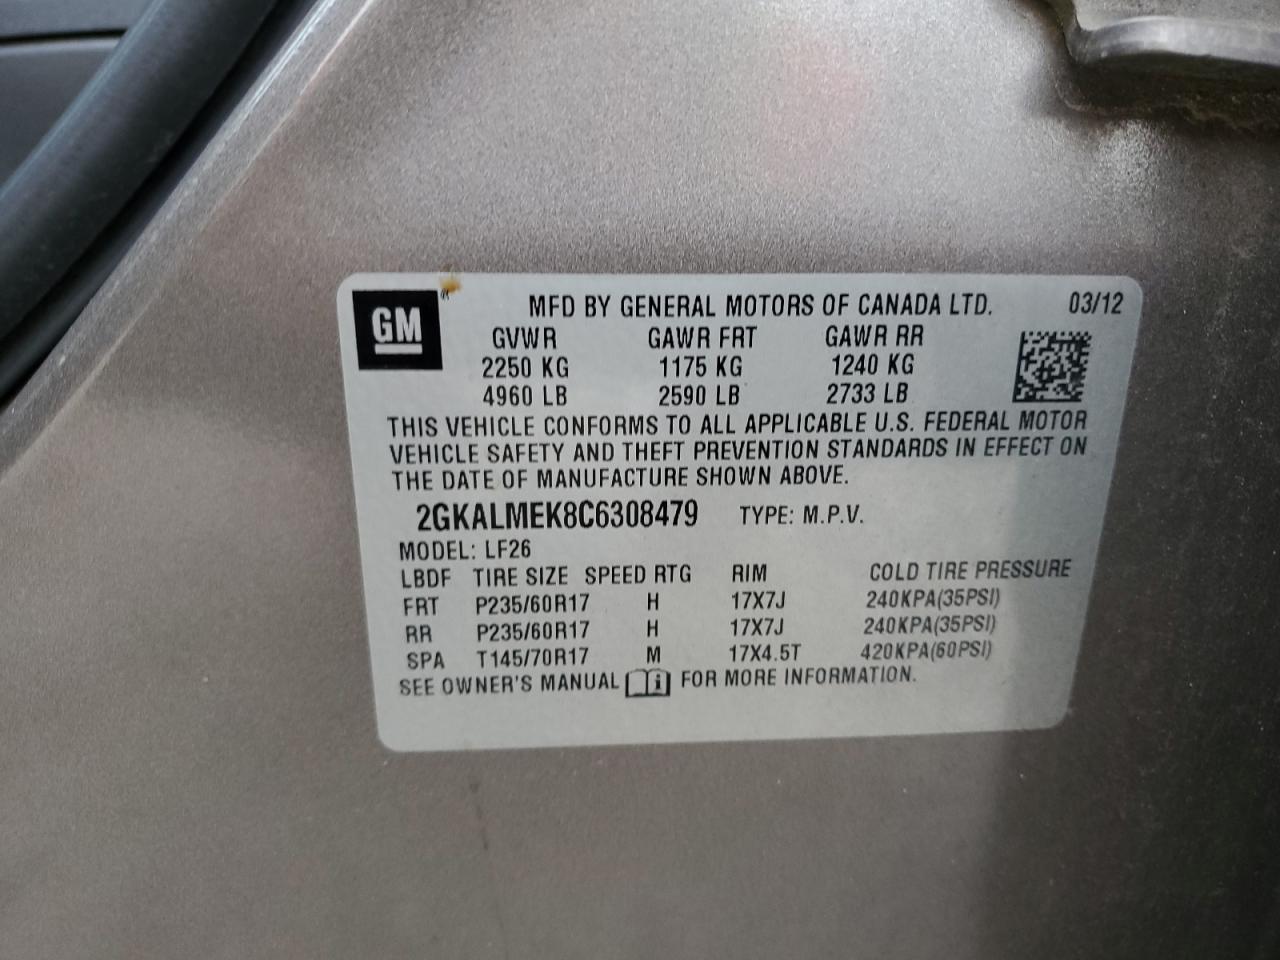 GM
MFD BY GENERAL MOTORS OF CANADA LTD. 03/12
GVWR GAWR FRT GAWR RR
2250 KG 1175 KG 1240 KG
4960 LB 2590 LB 2733 LB
THIS VEHICLE CONFORMS TO ALL APPLICABLE U.S. FEDERAL MOTOR
VEHICLE SAFETY AND THEFT PREVENTION STANDARDS IN EFFECT ON
THE DATE OF MANUFACTURE SHOWN ABOVE.
2GKALMEK8C6308479 TYPE: M.P.V.
MODEL: LF26
LBDF TIRE SIZE SPEED RTG RIM COLD TIRE PRESSURE
FRT P235/60R17 H 17X7J 240KPA(35PSI)
RR P235/60R17 H 17X7J 240KPA(35PSI)
SPA T145/70R17 M 17X4.5T 420KPA(60PSI)
SEE OWNER'S MANUAL FOR MORE INFORMATION.